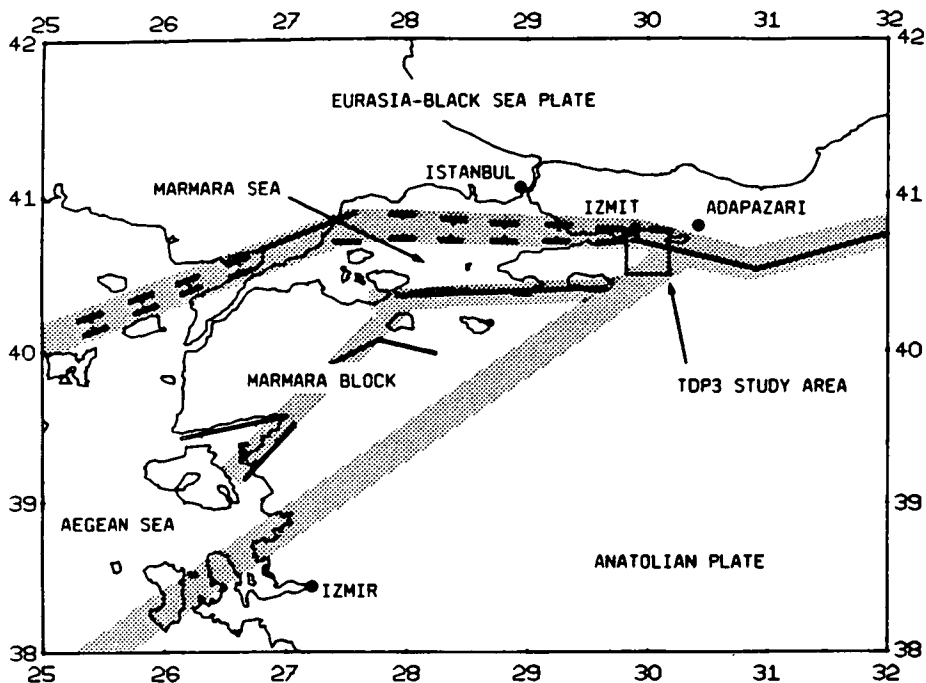 25 26 27 28 29 30 31 32
42 42
EURASIA-BLACK SEA PLATE
ISTANBUL
MARMARA SEA
41 41
IZMIT
ADAPAZARI
40 40
MARMARA BLOCK
TDP3 STUDY AREA
39 39
AEGEAN SEA
ANATOLIAN PLATE
IZMIR
38 38
25 26 27 28 29 30 31 32